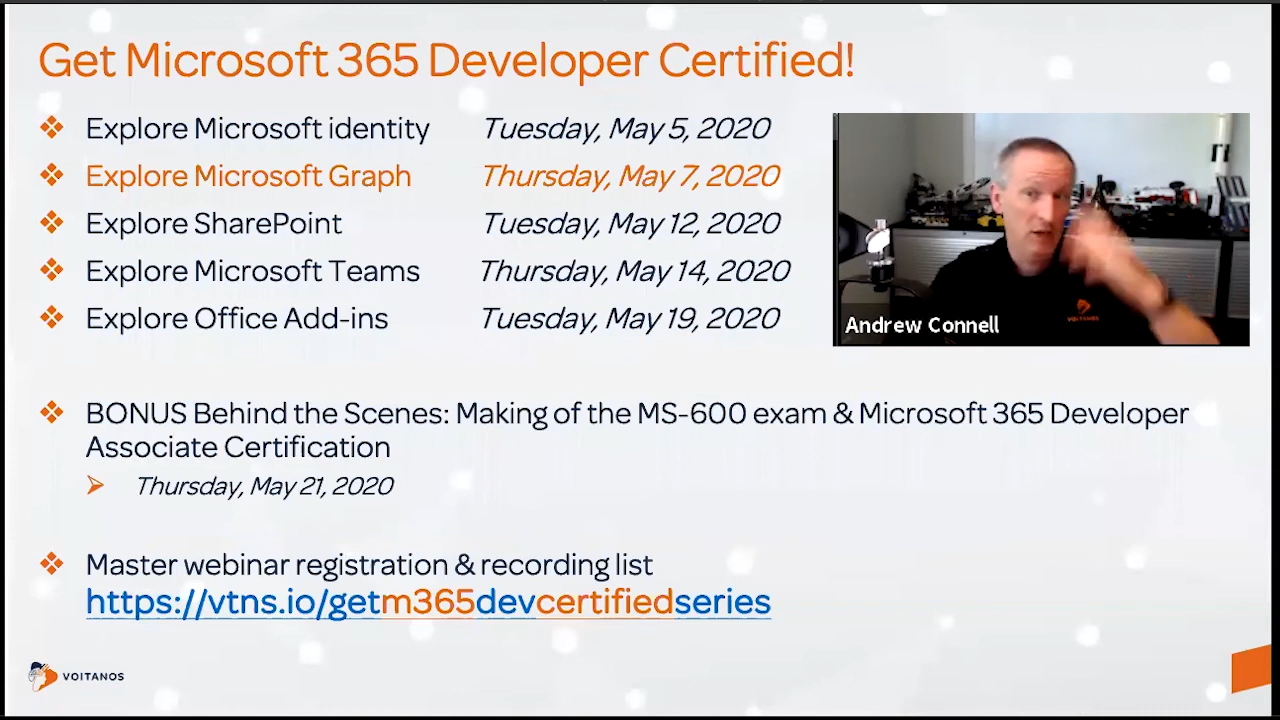 Get Microsoft 365 Developer Certified!
Explore Microsoft identity Tuesday, May 5, 2020
Explore Microsoft Graph Thursday, May 7, 2020
Explore SharePoint Tuesday, May 12, 2020
Explore Microsoft Teams Thursday, May 14, 2020
Explore Office Add-ins Tuesday, May 19, 2020
Andrew Connell
VOITANOS
BONUS Behind the Scenes: Making of the MS-600 exam & Microsoft 365 Developer
Associate Certification
Thursday, May 21, 2020
Master webinar registration & recording list
https://vtns.io/getm365devcertifiedseries
VOITANOS